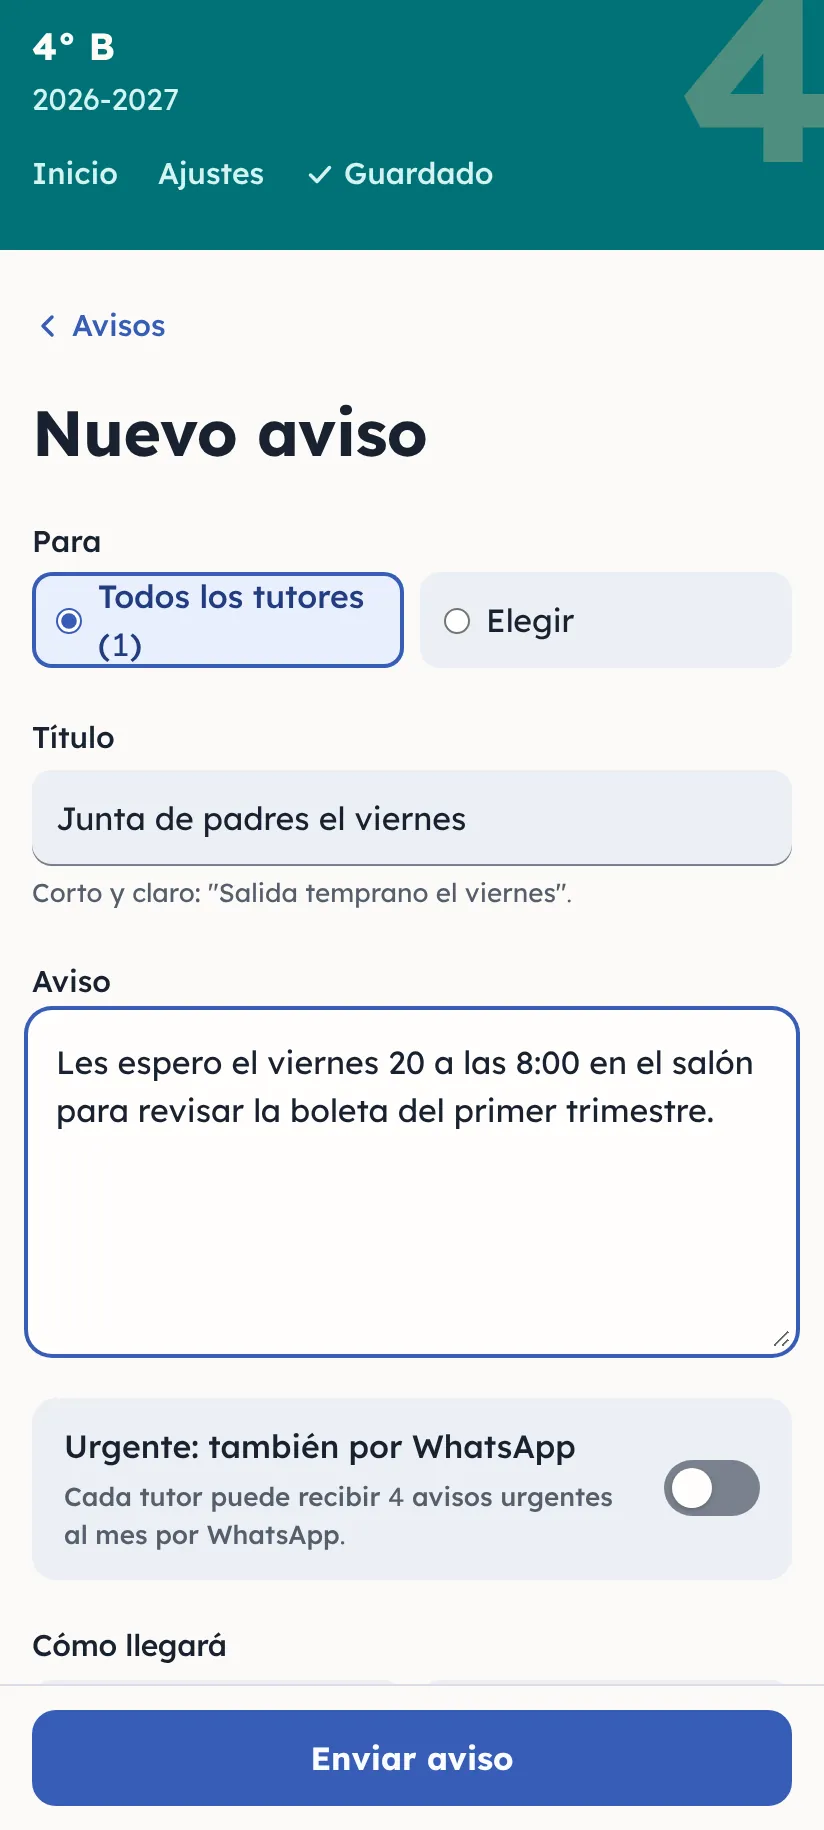 4° B
4
2026-2027
Inicio Ajustes Guardado
Avisos
Nuevo aviso
Para
Todos los tutores
(1)
Elegir
Título
Junta de padres el viernes
Corto y claro: "Salida temprano el viernes".
Aviso
Les espero el viernes 20 a las 8:00 en el salón
para revisar la boleta del primer trimestre.
Urgente: también por WhatsApp
Cada tutor puede recibir 4 avisos urgentes
al mes por WhatsApp.
Cómo llegará
Enviar aviso